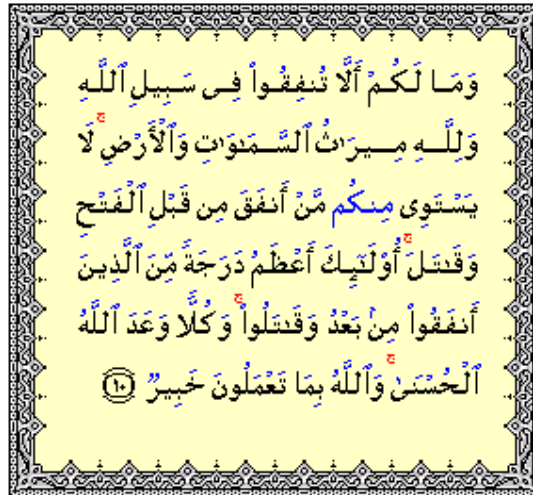 وَمَا لَكُمْ أَلَّا تُنفِقُوا۟ فِى سَبِيلِ ٱللَّهِ
وَلِلَّهِ مِيرَٰثُ ٱلسَّمَٰوَٰتِ وَٱلْأَرْضِ ۚ لَا
يَسْتَوِى مِنكُم مَّنْ أَنفَقَ مِن قَبْلِ ٱلْفَتْحِ
وَقَٰتَلَ ۚ أُو۟لَٰٓئِكَ أَعْظَمُ دَرَجَةً مِّنَ ٱلَّذِينَ
أَنفَقُوا۟ مِنۢ بَعْدُ وَقَٰتَلُوا۟ ۚ وَكُلًّا وَعَدَ ٱللَّهُ
ٱلْحُسْنَىٰ ۚ وَٱللَّهُ بِمَا تَعْمَلُونَ خَبِيرٌ ۝١٠